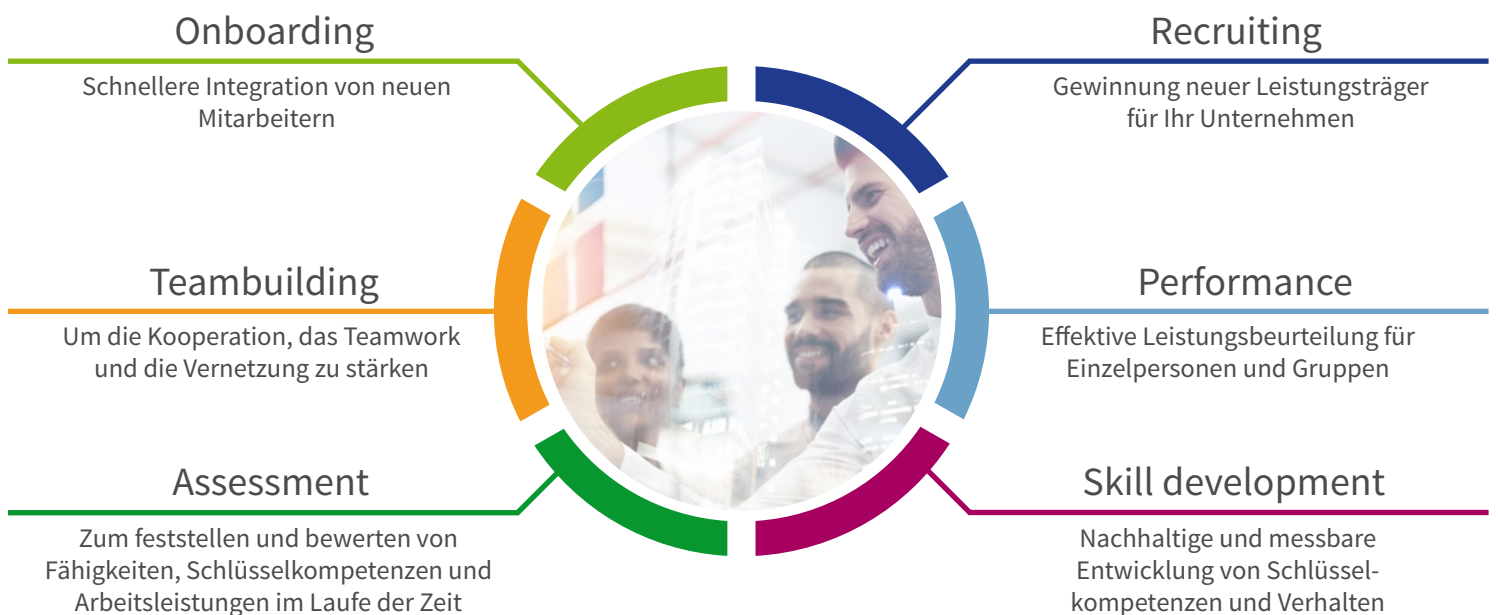 Onboarding
Schnellere Integration von neuen
Mitarbeitern
Recruiting
Gewinnung neuer Leistungsträger
für Ihr Unternehmen
Teambuilding
Um die Kooperation, das Teamwork
und die Vernetzung zu stärken
Performance
Effektive Leistungsbeurteilung für
Einzelpersonen und Gruppen
Assessment
Zum feststellen und bewerten von
Fähigkeiten, Schlüsselkompetenzen und
Arbeitsleistungen im Laufe der Zeit
Skill development
Nachhaltige und messbare
Entwicklung von Schlüssel-
kompetenzen und Verhalten